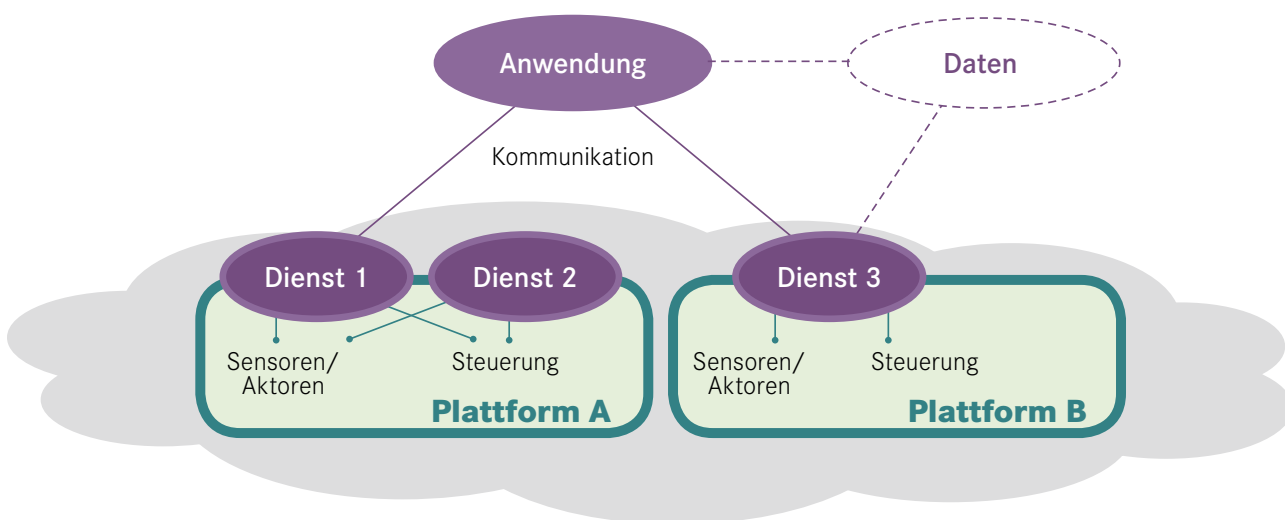 Anwendung
Daten
Kommunikation
Dienst 1
Dienst 2
Dienst 3
Sensoren/
Aktoren
Steuerung
Plattform A
Sensoren/
Aktoren
Steuerung
Plattform B